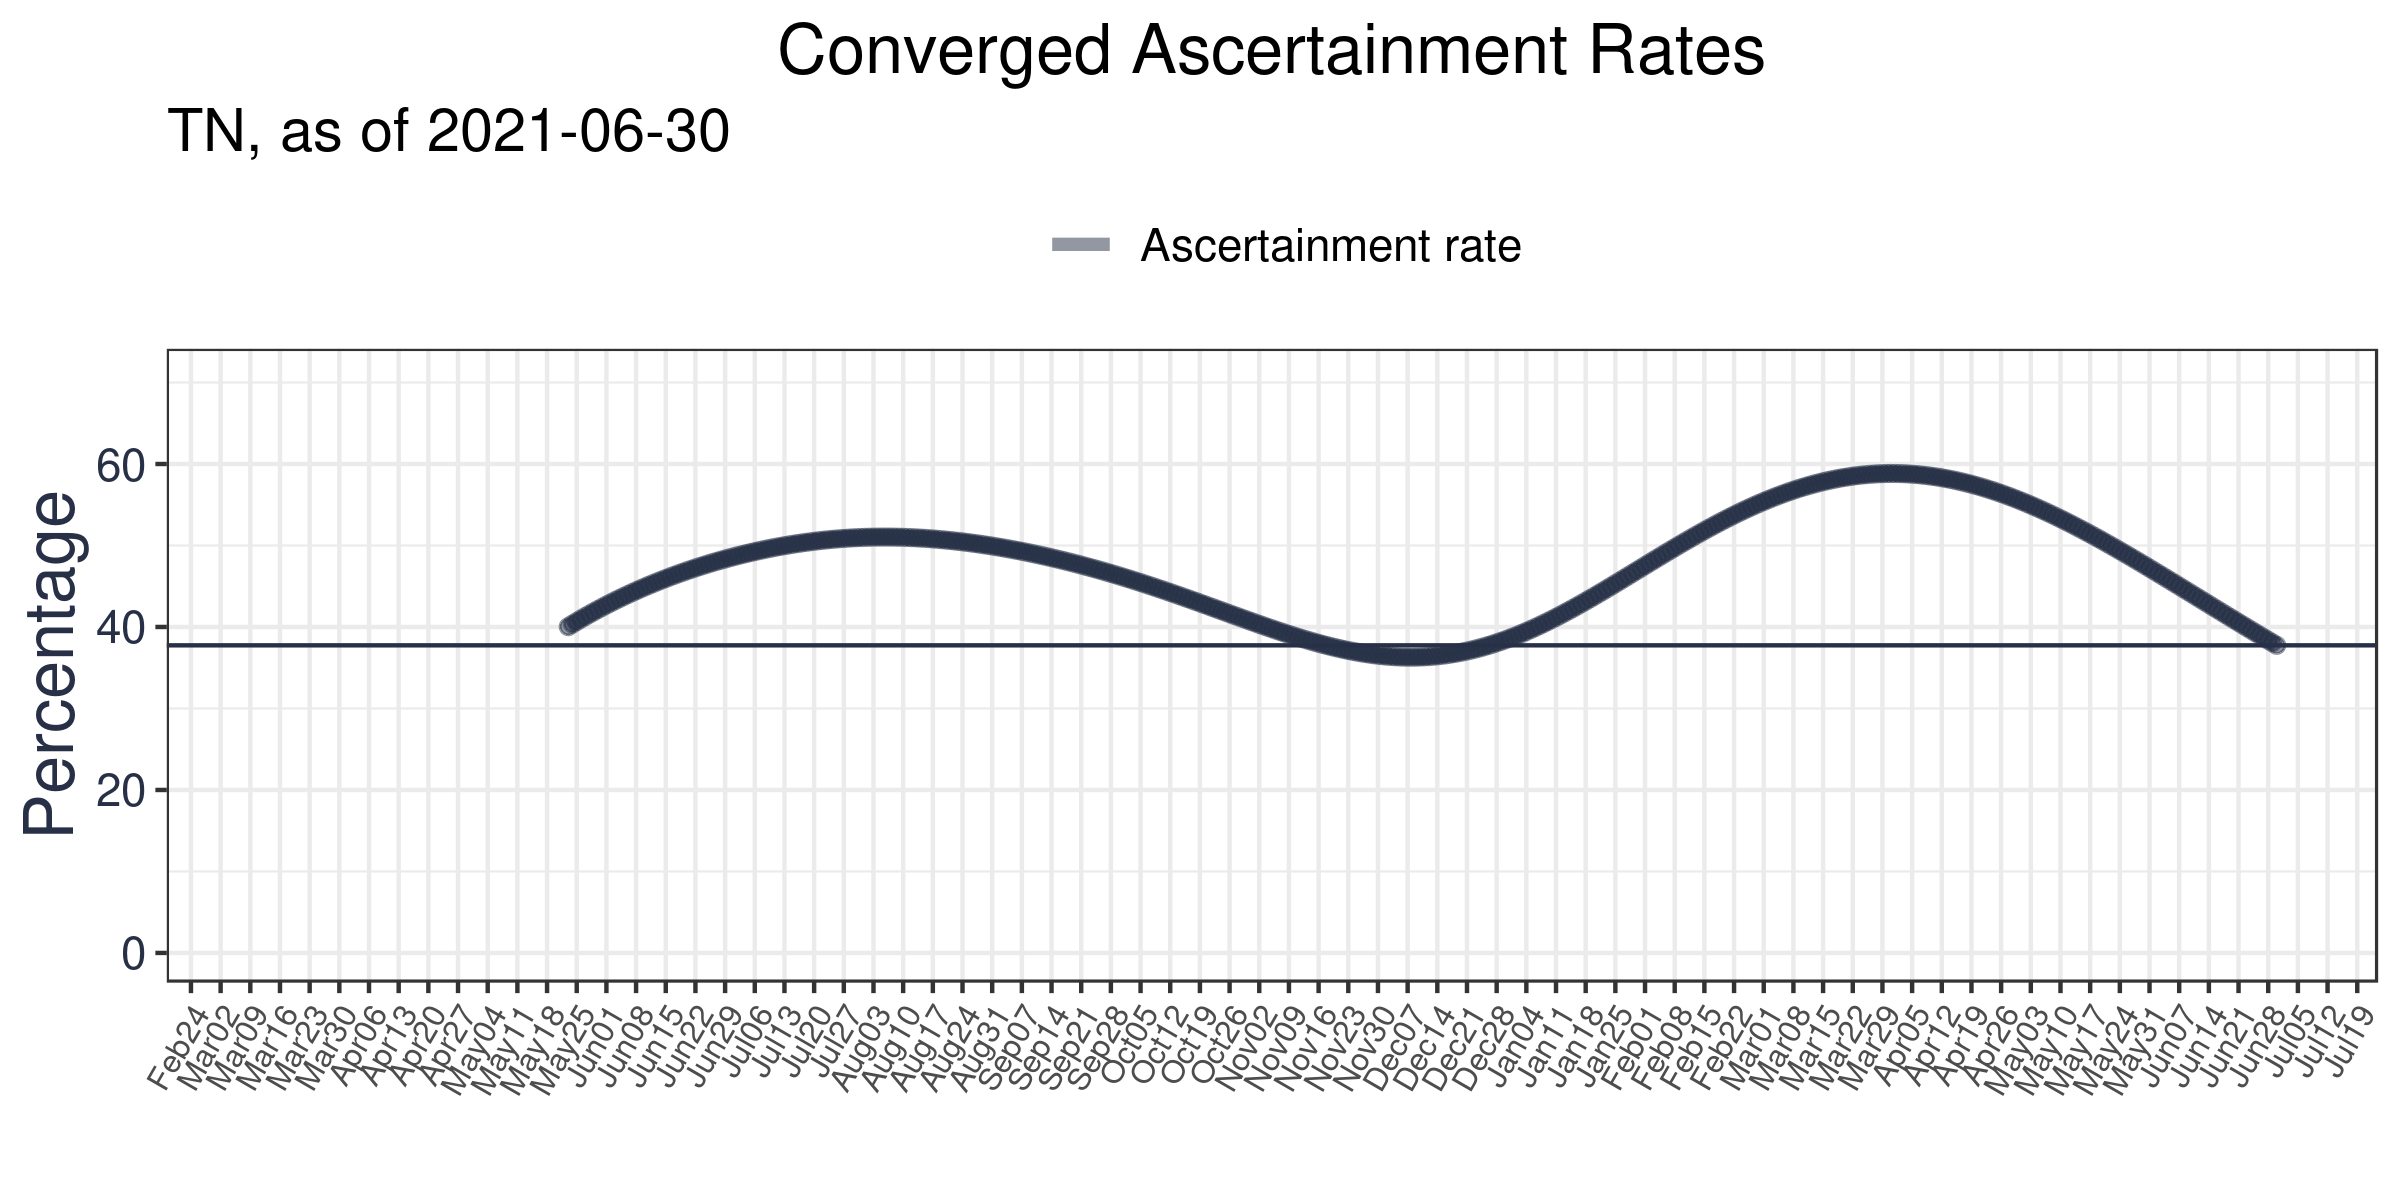 Converged Ascertainment Rates
TN, as of 2021-06-30
Ascertainment rate
Percentage
60
40
20
0
Feb24
Mar02
Mar09
Mar16
Mar23
Mar30
Apr06
Apr13
Apr20
Apr27
May04
May11
May18
May25
Jun01
Jun08
Jun15
Jun22
Jun29
Jul06
Jul13
Jul20
Jul27
Aug03
Aug10
Aug17
Aug24
Aug31
Sep07
Sep14
Sep21
Sep28
Oct05
Oct12
Oct19
Oct26
Nov02
Nov09
Nov16
Nov23
Nov30
Dec07
Dec14
Dec21
Dec28
Jan04
Jan11
Jan18
Jan25
Feb01
Feb08
Feb15
Feb22
Mar01
Mar08
Mar15
Mar22
Mar29
Apr05
Apr12
Apr19
Apr26
May03
May10
May17
May24
May31
Jun07
Jun14
Jun21
Jun28
Jul05
Jul12
Jul19